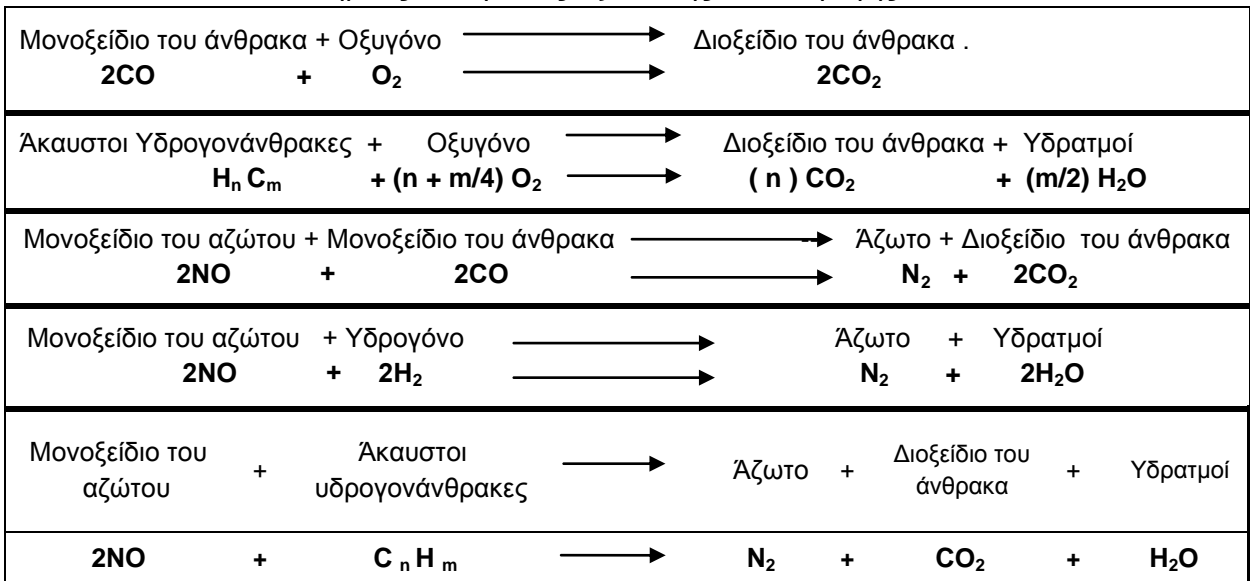 Μονοξείδιο του άνθρακα + Οξυγόνο ⟶ Διοξείδιο του άνθρακα .
2CO + O₂ ⟶ 2CO₂
Άκαυστοι Υδρογονάνθρακες + Οξυγόνο ⟶ Διοξείδιο του άνθρακα + Υδρατμοί
HₙCₘ + (n + m/4) O₂ ⟶ ( n ) CO₂ + (m/2) H₂O
Μονοξείδιο του αζώτου + Μονοξείδιο του άνθρακα ⟶ Άζωτο + Διοξείδιο του άνθρακα
2NO + 2CO ⟶ N₂ + 2CO₂
Μονοξείδιο του αζώτου + Υδρογόνο ⟶ Άζωτο + Υδρατμοί
2NO + 2H₂ ⟶ N₂ + 2H₂O
Μονοξείδιο του αζώτου + Άκαυστοι υδρογονάνθρακες ⟶ Άζωτο + Διοξείδιο του άνθρακα + Υδρατμοί
2NO + C ₙ H ₘ ⟶ N₂ + CO₂ + H₂O